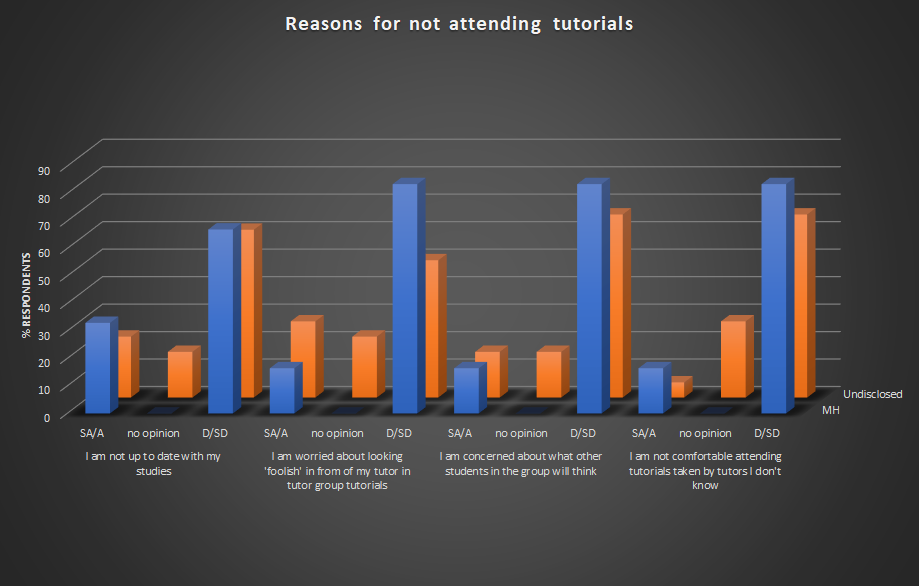 Reasons for not attending tutorials
90
80
70
60
50
40
30
20
10
0
% RESPONDENTS
Undisclosed
MH
SA/A no opinion D/SD SA/A no opinion D/SD SA/A no opinion D/SD SA/A no opinion D/SD
I am not up to date with my
studies
I am worried about looking
'foolish' in from of my tutor in
tutor group tutorials
I am concerned about what other
students in the group will think
I am not comfortable attending
tutorials taken by tutors I don't
know